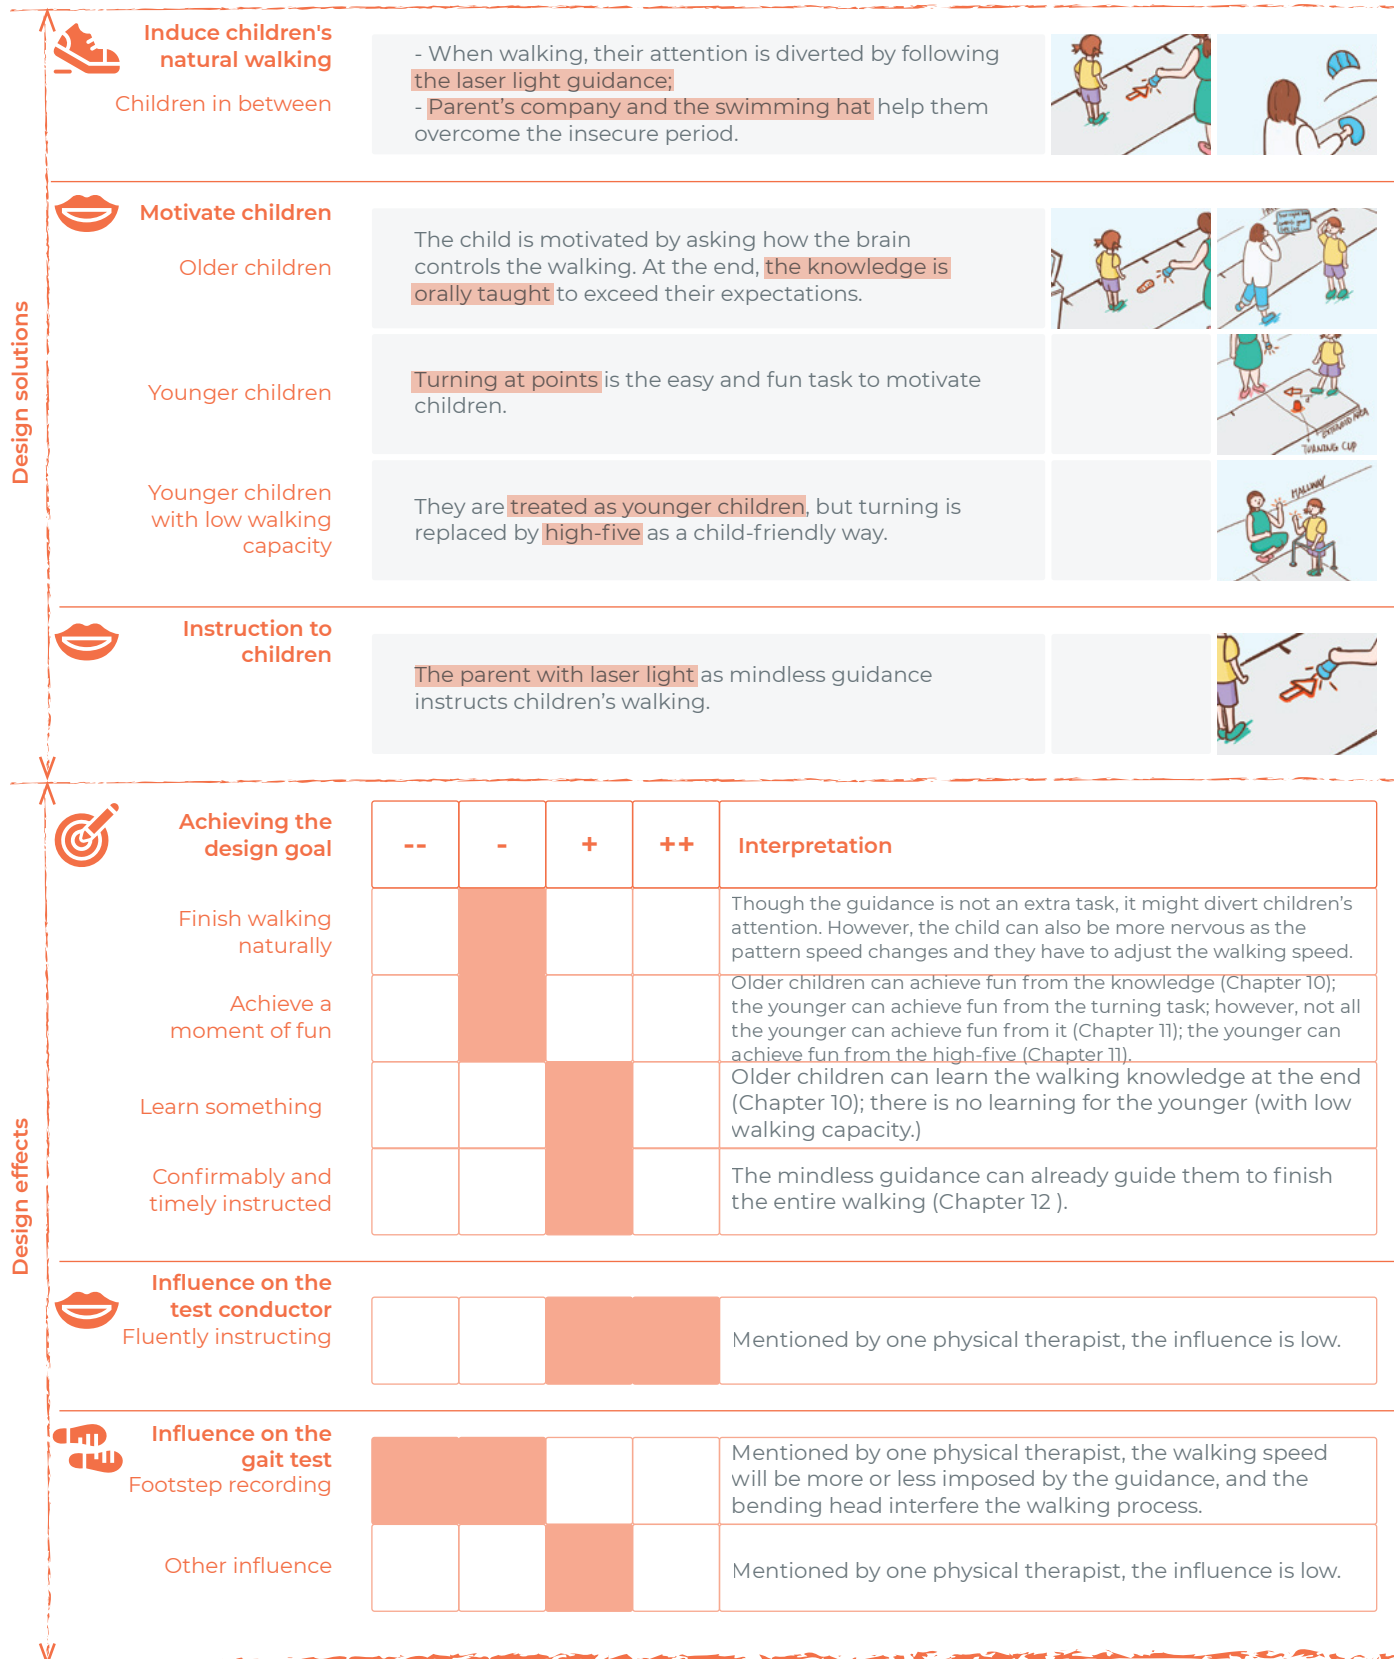 Design solutions
Induce children's
natural walking
Children in between
- When walking, their attention is diverted by following
the laser light guidance;
- Parent's company and the swimming hat help them
overcome the insecure period.
Motivate children
Older children
The child is motivated by asking how the brain
controls the walking. At the end, the knowledge is
orally taught to exceed their expectations.
Younger children
Turning at points is the easy and fun task to motivate
children.
EXTENDED AREA
TURNING CUP
Younger children
with low walking
capacity
They are treated as younger children, but turning is
replaced by high-five as a child-friendly way.
HALLWAY
Instruction to
children
The parent with laser light as mindless guidance
instructs children's walking.
Design effects
Achieving the
design goal
-- - + ++ Interpretation
Finish walking
naturally
Though the guidance is not an extra task, it might divert children's
attention. However, the child can also be more nervous as the
pattern speed changes and they have to adjust the walking speed.
Achieve a
moment of fun
Older children can achieve fun from the knowledge (Chapter 10);
the younger can achieve fun from the turning task; however, not all
the younger can achieve fun from it (Chapter 11); the younger can
achieve fun from the high-five (Chapter 11).
Learn something
Older children can learn the walking knowledge at the end
(Chapter 10); there is no learning for the younger (with low
walking capacity.)
Confirmably and
timely instructed
The mindless guidance can already guide them to finish
the entire walking (Chapter 12 ).
Influence on the
test conductor
Fluently instructing
Mentioned by one physical therapist, the influence is low.
Influence on the
gait test
Footstep recording
Mentioned by one physical therapist, the walking speed
will be more or less imposed by the guidance, and the
bending head interfere the walking process.
Other influence
Mentioned by one physical therapist, the influence is low.